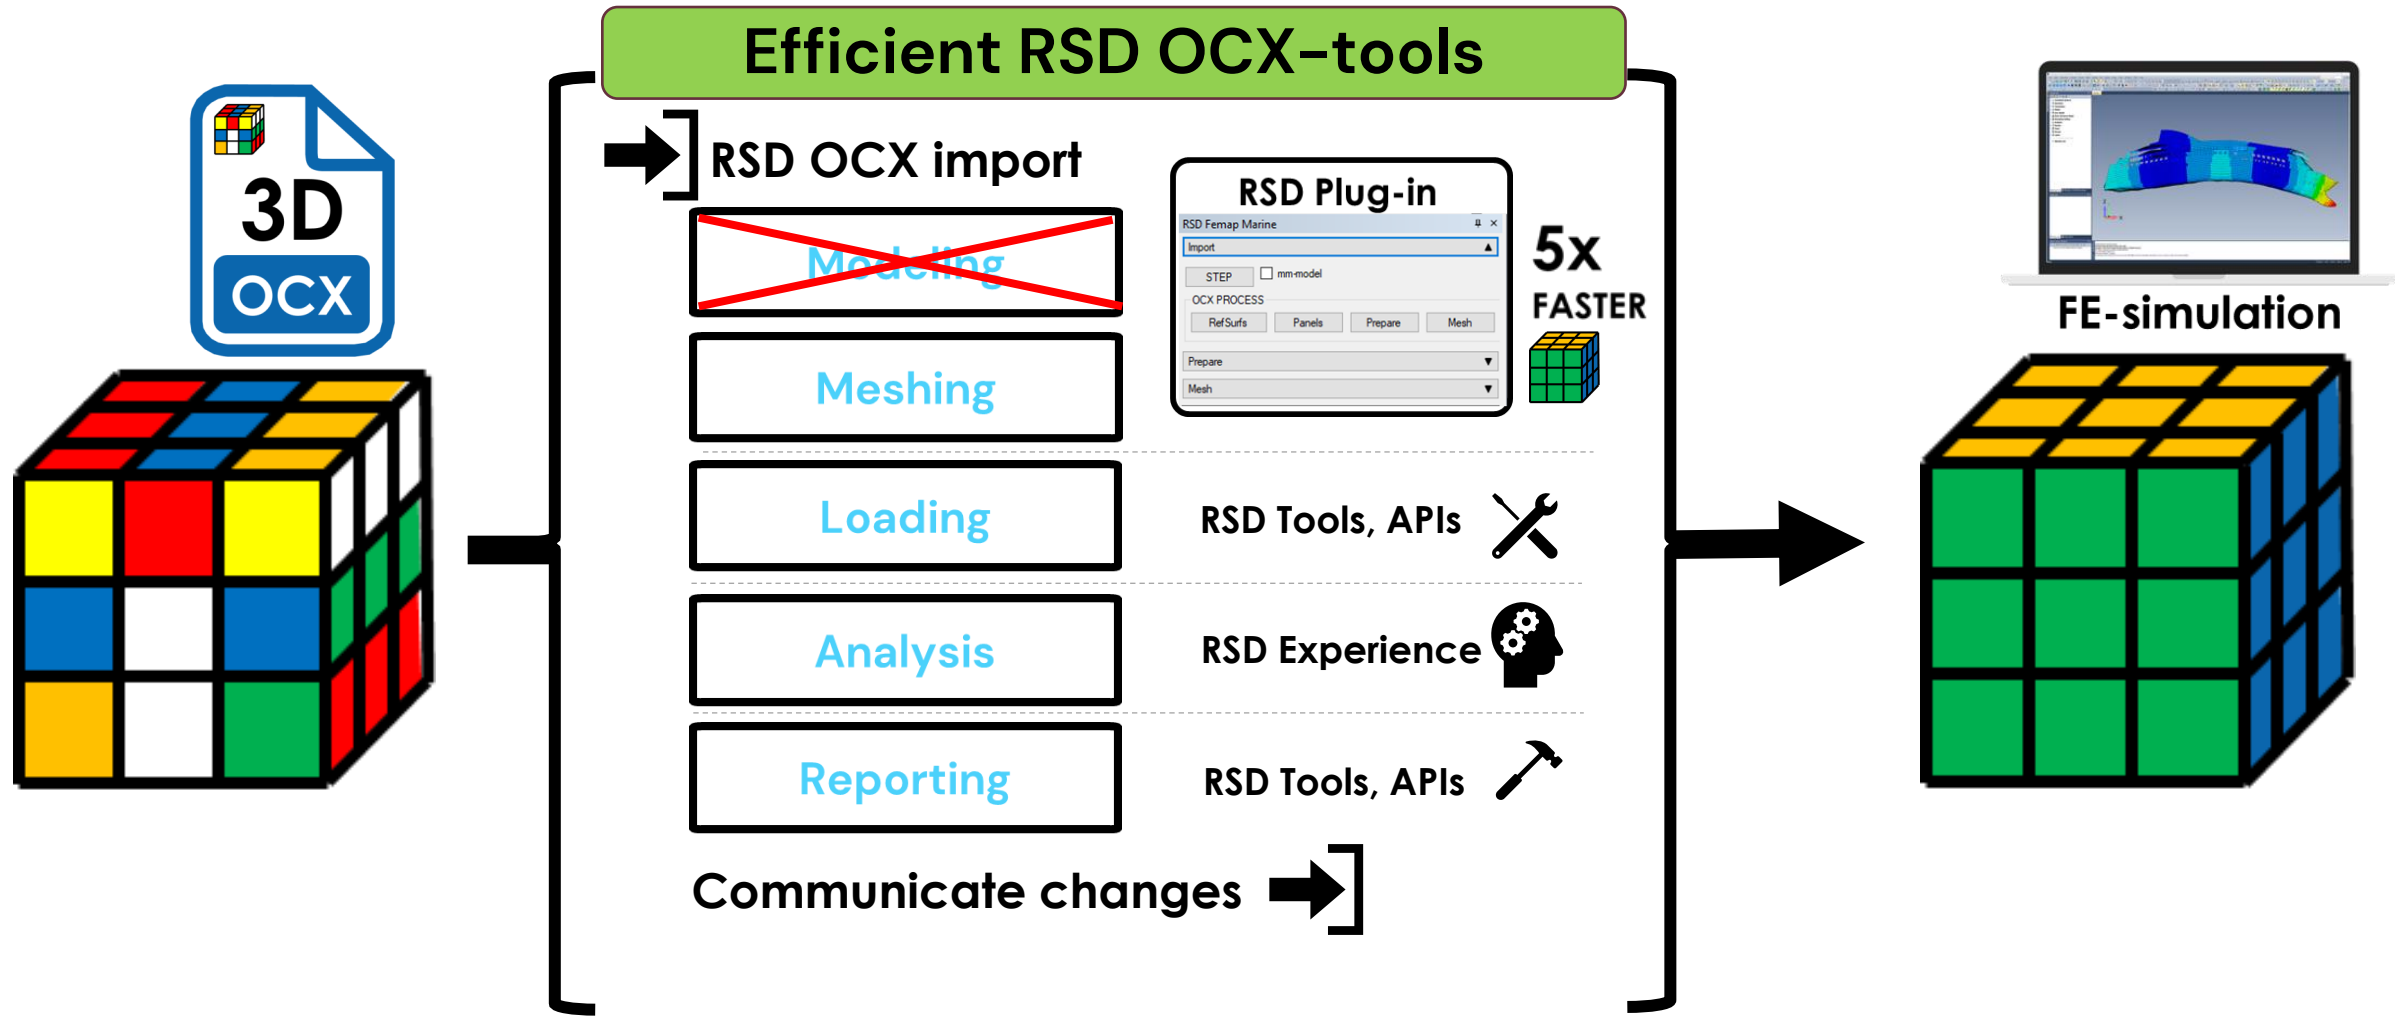 Efficient RSD OCX-tools
3D
OCX
RSD OCX import
Modeling
Meshing
Loading
Analysis
Reporting
Communicate changes
RSD Plug-in
RSD Femap Marine
Import
STEP
mm-model
OCX PROCESS
RefSurfs Panels Prepare Mesh
Prepare
Mesh
5x
FASTER
RSD Tools, APIs
RSD Experience
RSD Tools, APIs
FE-simulation